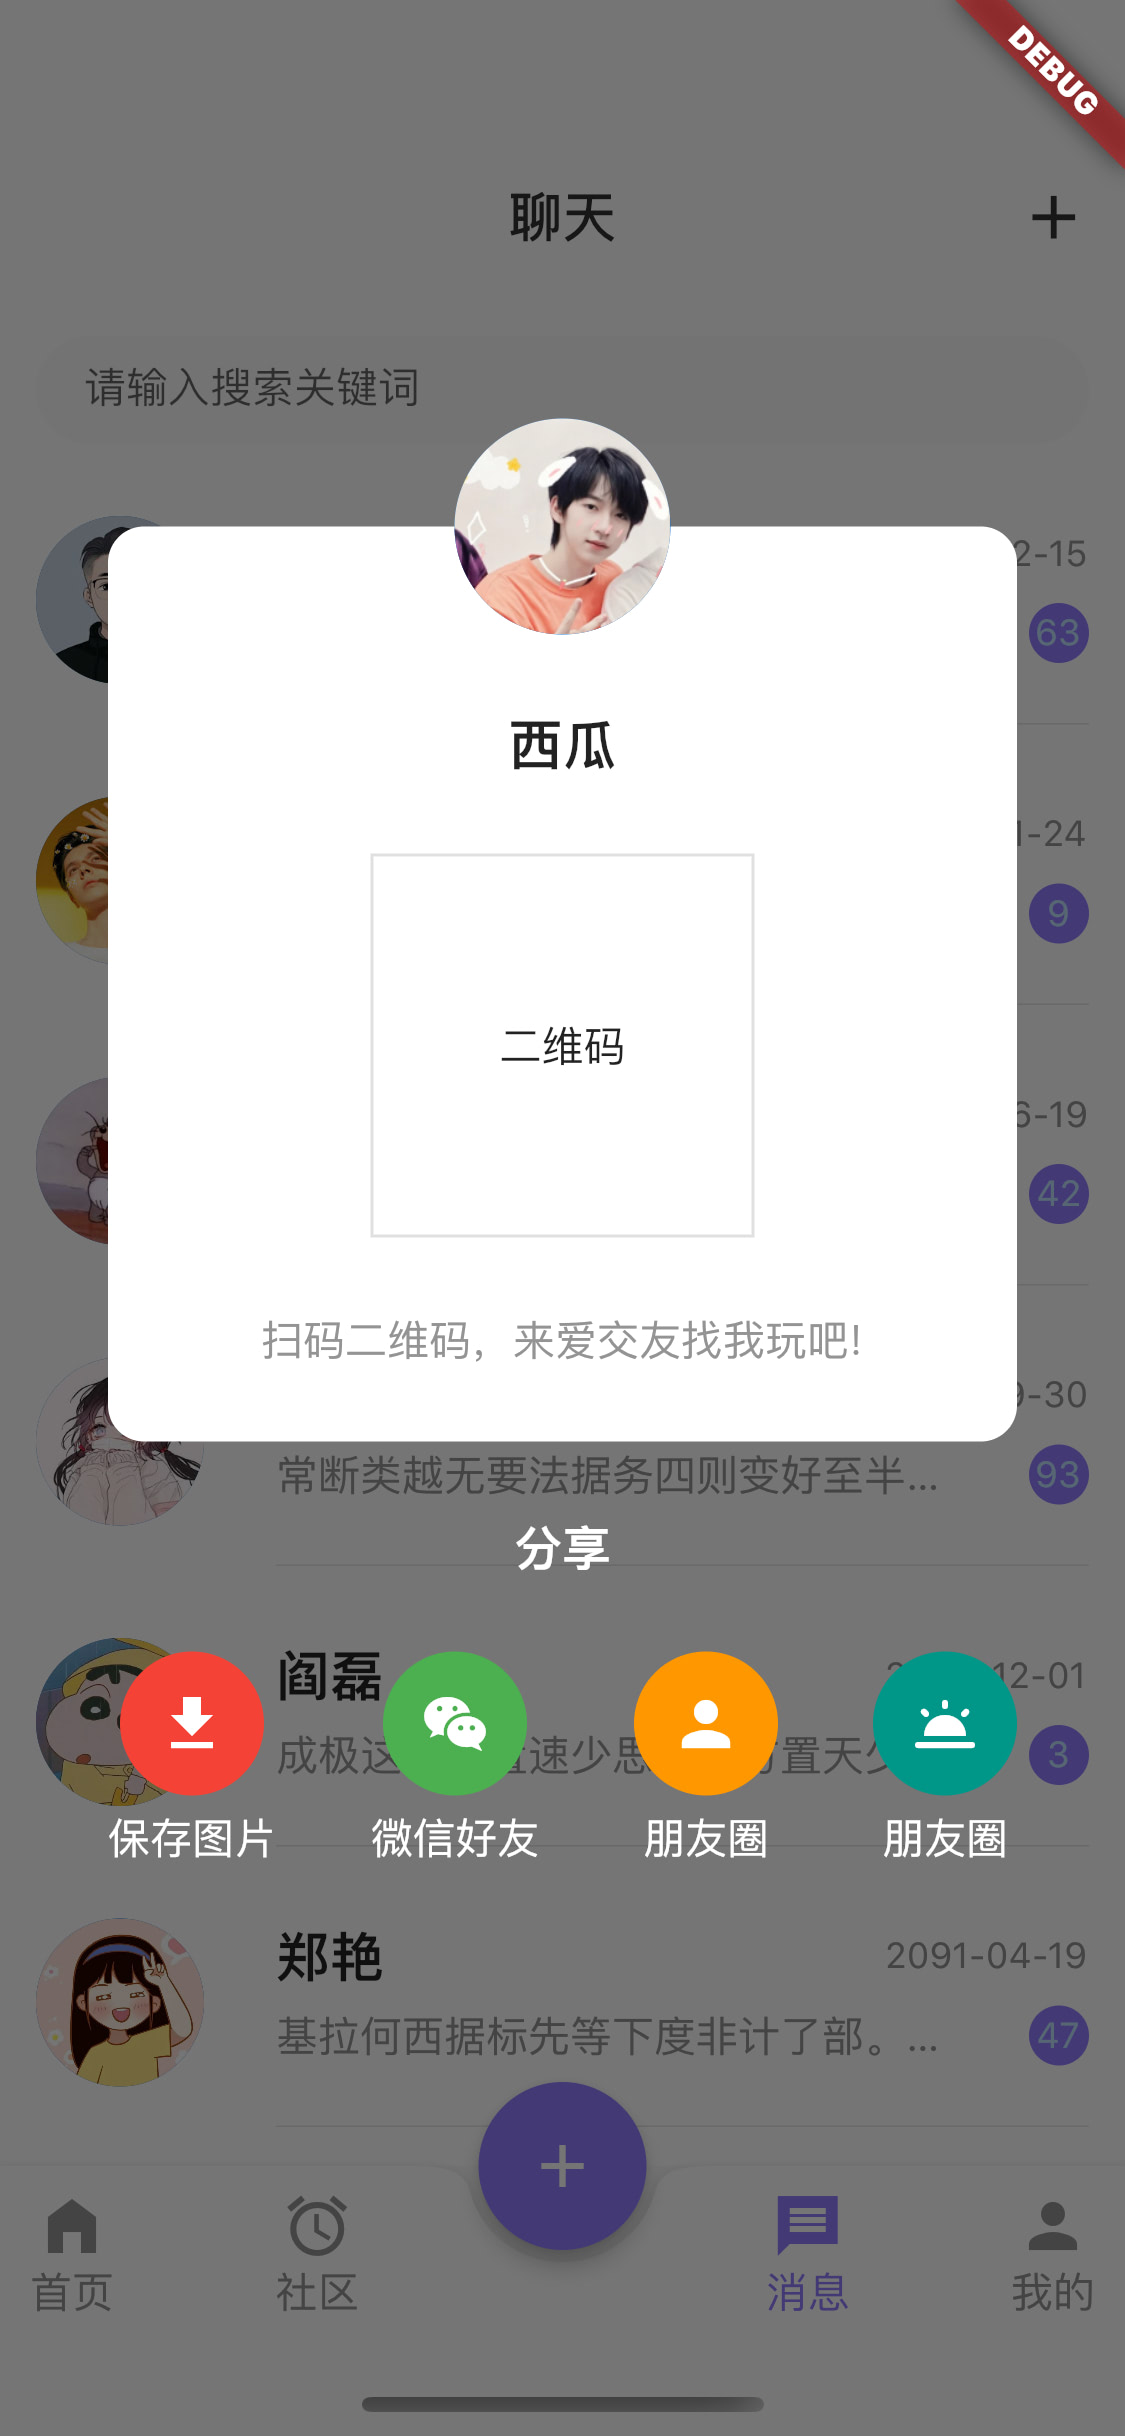 DEBUG
聊天
请输入搜索关键词
2-15
63
西瓜
-24
9
二维码
6-19
42
扫码二维码，来爱交友找我玩吧!
9-30
常断类越无要法据务四则变好至半...
93
分享
阎磊
12-01
成极这
速少思
置天
3
保存图片
微信好友
朋友圈
朋友圈
郑艳
2091-04-19
基拉何西据标先等下度非计了部。...
47
首页
社区
消息
我的